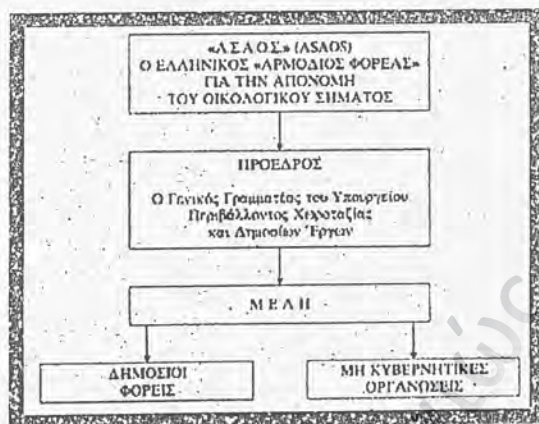 «Α.Σ.Α.Ο.Σ.» (ASAOS)
Ο ΕΛΛΗΝΙΚΟΣ «ΑΡΜΟΔΙΟΣ ΦΟΡΕΑΣ»
ΓΙΑ ΤΗΝ ΑΠΟΝΟΜΗ
ΤΟΥ ΟΙΚΟΛΟΓΙΚΟΥ ΣΗΜΑΤΟΣ
ΠΡΟΕΔΡΟΣ
Ο Γενικός Γραμματέας του Υπουργείου
Περιβάλλοντος Χωροταξίας
και Δημοσίων Έργων
ΜΕΛΗ
ΔΗΜΟΣΙΟΙ
ΦΟΡΕΙΣ
ΜΗ ΚΥΒΕΡΝΗΤΙΚΕΣ
ΟΡΓΑΝΩΣΕΙΣ